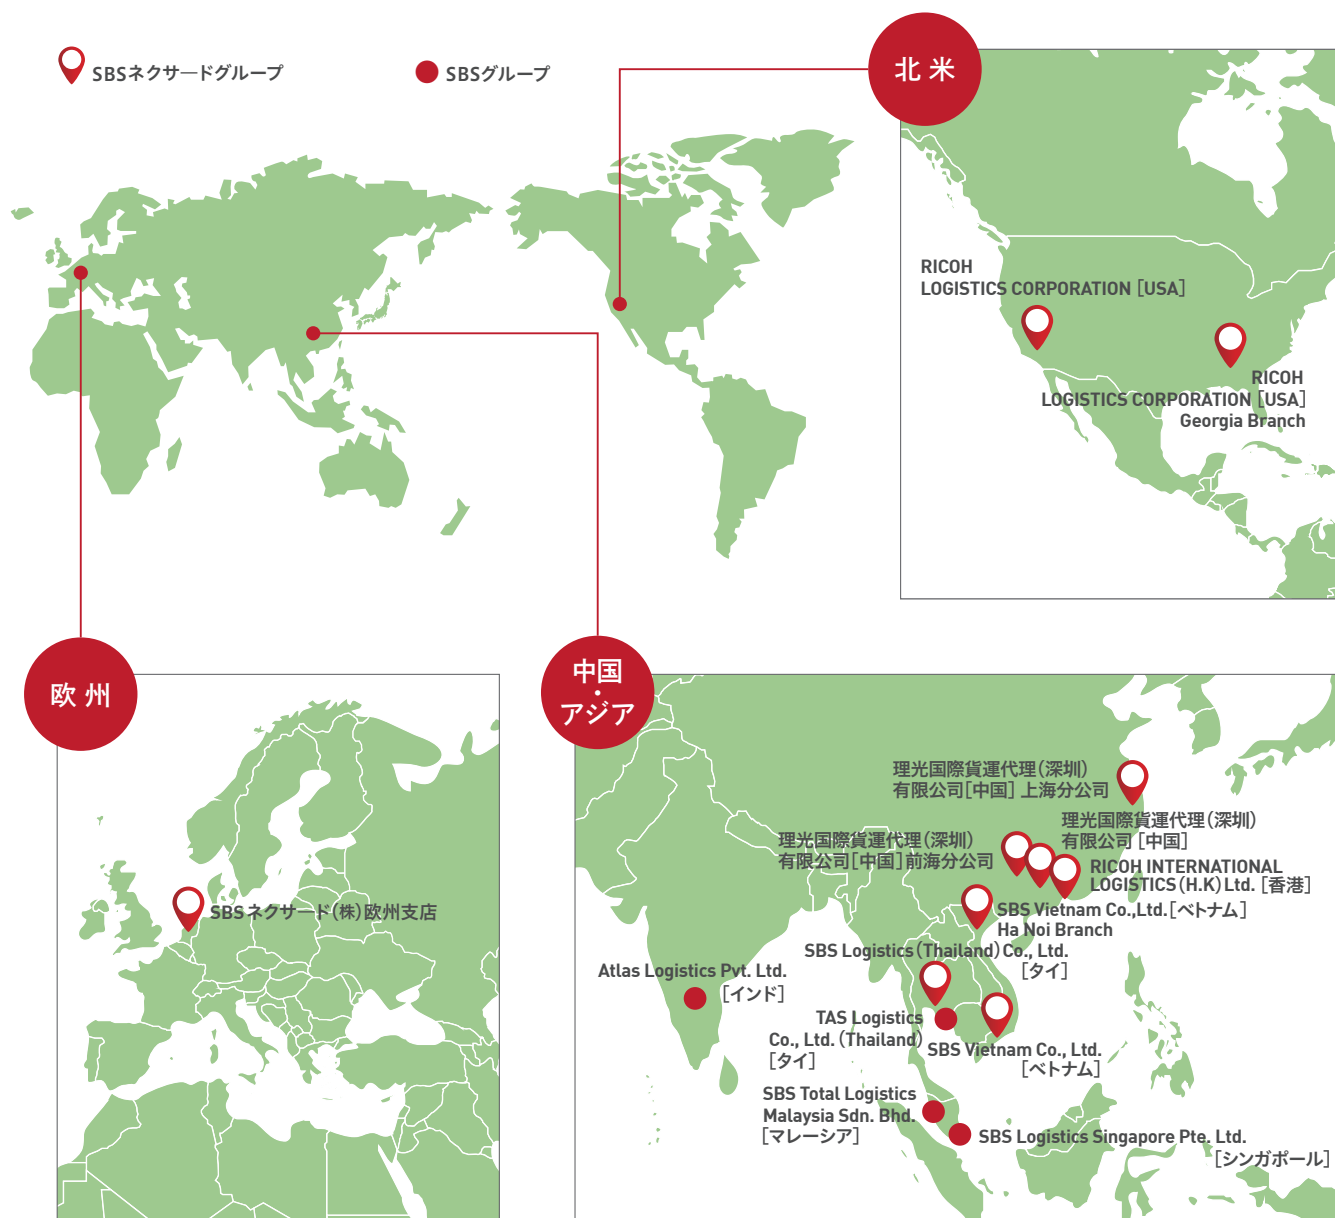 SBSネクサードグループ
SBSグループ
北米
RICOH
LOGISTICS CORPORATION [USA]
RICOH
LOGISTICS CORPORATION [USA]
Georgia Branch
欧州
SBSネクサード(株)欧州支店
中国
・
アジア
理光国際貨運代理(深圳)
有限公司[中国] 上海分公司
理光国際貨運代理(深圳)
有限公司 [中国]
理光国際貨運代理(深圳)
有限公司[中国]前海分公司
RICOH INTERNATIONAL
LOGISTICS(H.K)Ltd. [香港]
SBS Vietnam Co.,Ltd.[ベトナム]
Ha Noi Branch
SBS Logistics(Thailand)Co., Ltd.
[タイ]
Atlas Logistics Pvt. Ltd.
[インド]
TAS Logistics
Co., Ltd. (Thailand)
[タイ]
SBS Vietnam Co., Ltd.
[ベトナム]
SBS Total Logistics
Malaysia Sdn. Bhd.
[マレーシア]
SBS Logistics Singapore Pte. Ltd.
[シンガポール]